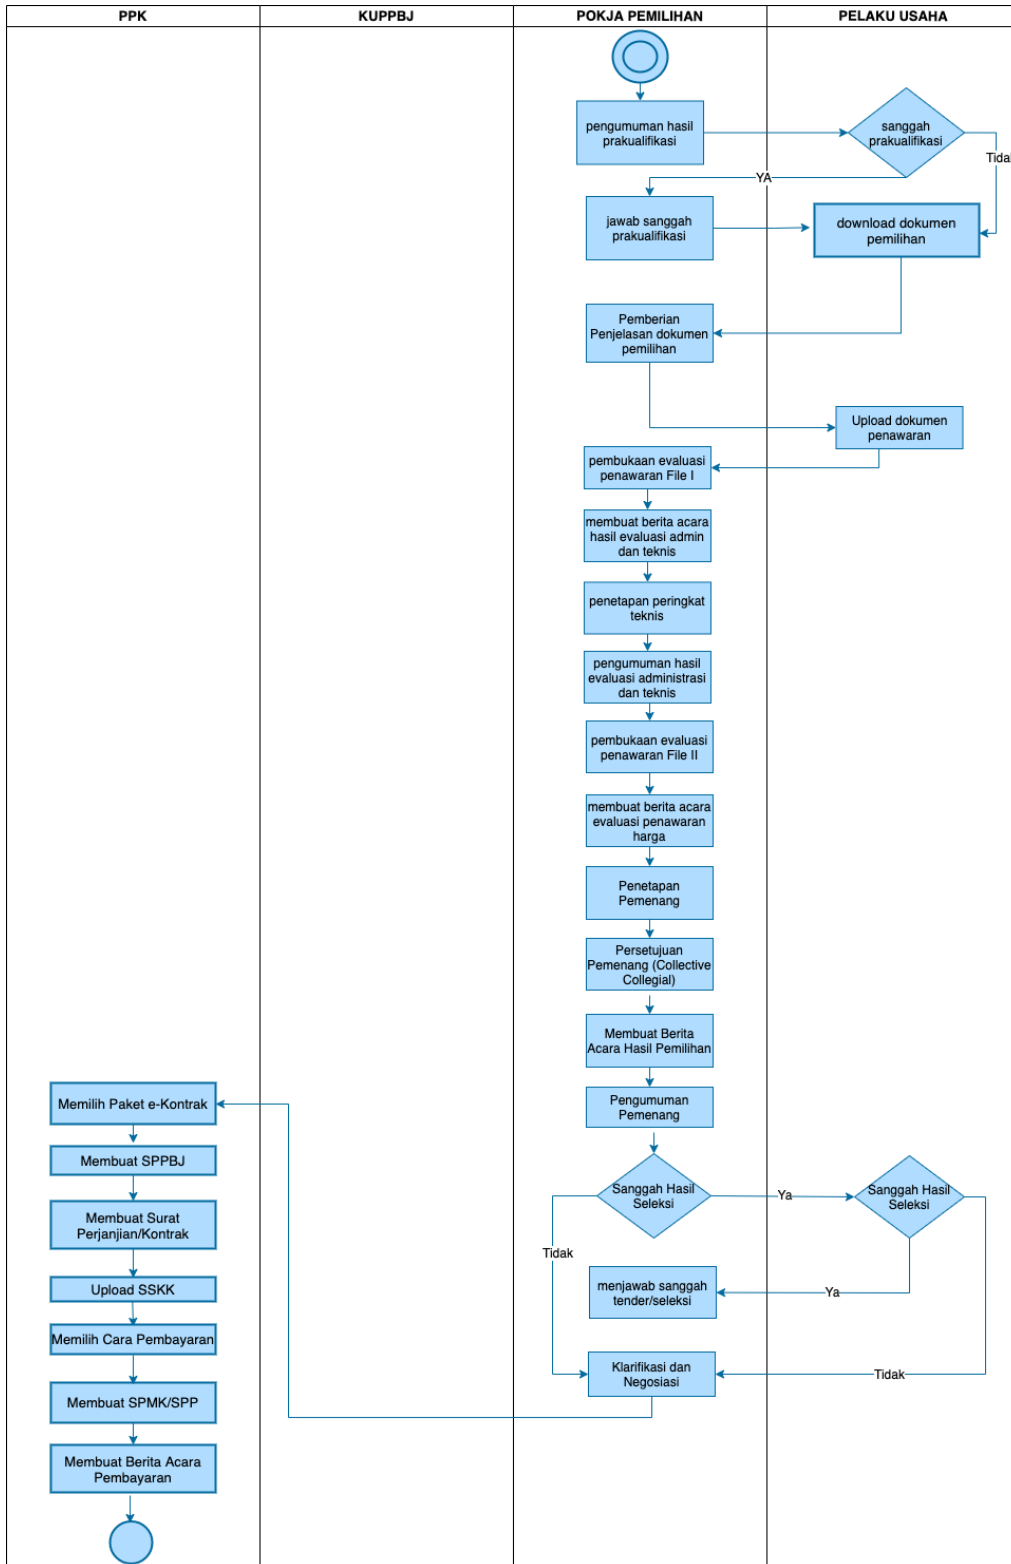 PPK
KUPPBJ
POKJA PEMILIHAN
PELAKU USAHA
pengumuman hasil
prakualifikasi
sanggah
prakualifikasi
Tidak
YA
jawab sanggah
prakualifikasi
download dokumen
pemilihan
Pemberian
Penjelasan dokumen
pemilihan
Upload dokumen
penawaran
pembukaan evaluasi
penawaran File I
membuat berita acara
hasil evaluasi admin
dan teknis
penetapan peringkat
teknis
pengumuman hasil
evaluasi administrasi
dan teknis
pembukaan evaluasi
penawaran File II
membuat berita acara
evaluasi penawaran
harga
Penetapan
Pemenang
Persetujuan
Pemenang (Collective
Collegial)
Membuat Berita
Acara Hasil Pemilihan
Pengumuman
Pemenang
Sanggah Hasil
Seleksi
Ya
Sanggah Hasil
Seleksi
Tidak
menjawab sanggah
tender/seleksi
Ya
Klarifikasi dan
Negosiasi
Tidak
Memilih Paket e-Kontrak
Membuat SPPBJ
Membuat Surat
Perjanjian/Kontrak
Upload SSKK
Memilih Cara Pembayaran
Membuat SPMK/SPP
Membuat Berita Acara
Pembayaran